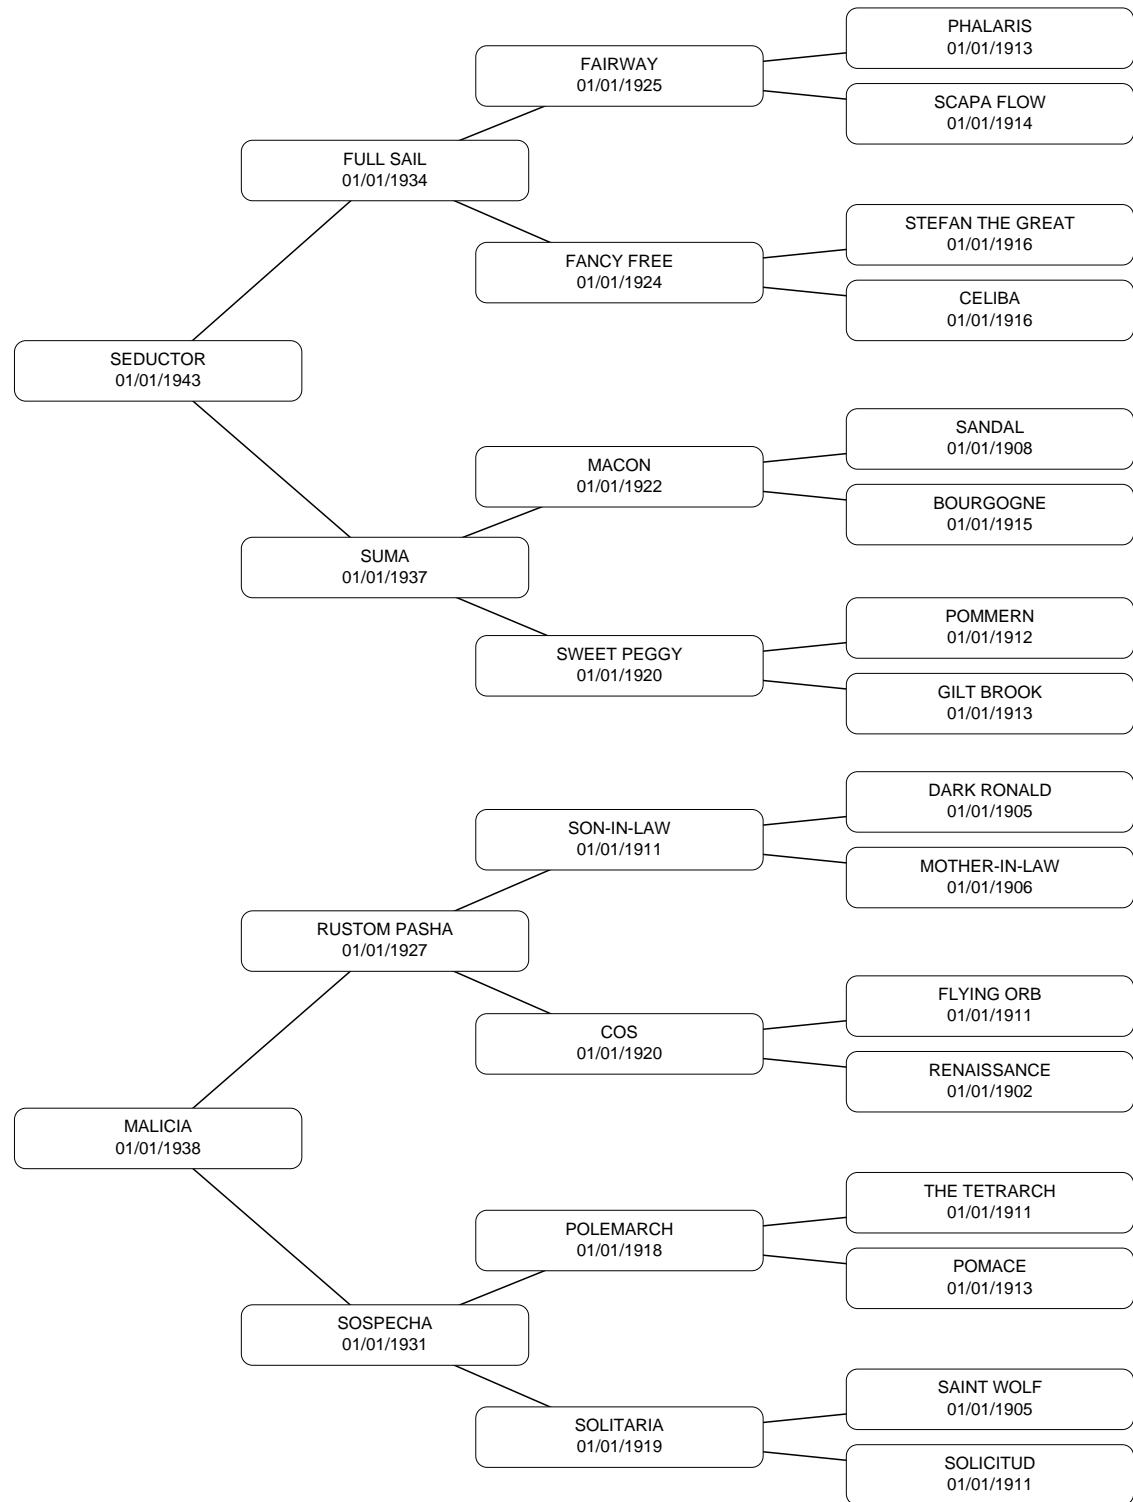 PHALARIS
01/01/1913
FAIRWAY
01/01/1925
SCAPA FLOW
01/01/1914
FULL SAIL
01/01/1934
STEFAN THE GREAT
01/01/1916
FANCY FREE
01/01/1924
CELIBA
01/01/1916
SEDUCTOR
01/01/1943
SANDAL
01/01/1908
MACON
01/01/1922
BOURGOGNE
01/01/1915
SUMA
01/01/1937
POMMERN
01/01/1912
SWEET PEGGY
01/01/1920
GILT BROOK
01/01/1913
DARK RONALD
01/01/1905
SON-IN-LAW
01/01/1911
MOTHER-IN-LAW
01/01/1906
RUSTOM PASHA
01/01/1927
FLYING ORB
01/01/1911
COS
01/01/1920
RENAISSANCE
01/01/1902
MALICIA
01/01/1938
THE TETRARCH
01/01/1911
POLEMARCH
01/01/1918
POMACE
01/01/1913
SOSPECHA
01/01/1931
SAINT WOLF
01/01/1905
SOLITARIA
01/01/1919
SOLICITUD
01/01/1911